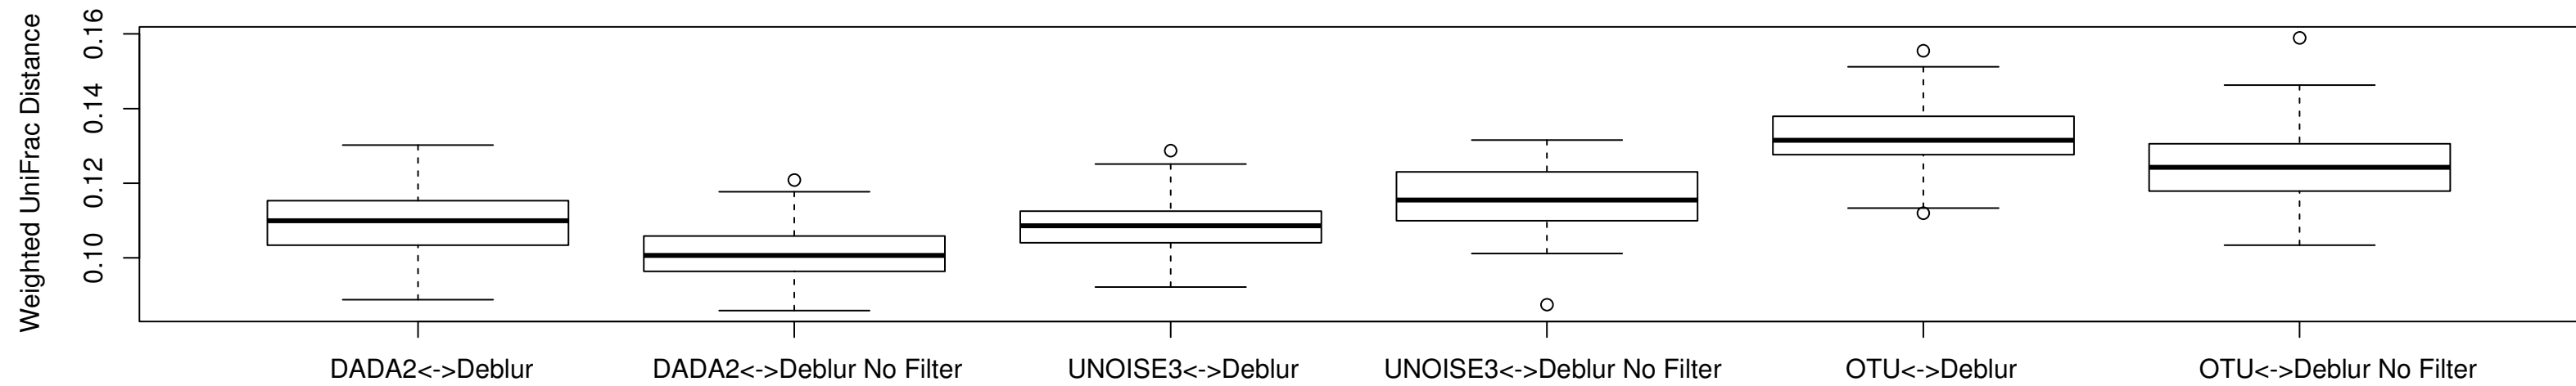 Weighted UniFrac Distance
0.16
0.14
0.12
0.10
DADA2<->Deblur
DADA2<->Deblur No Filter
UNOISE3<->Deblur
UNOISE3<->Deblur No Filter
OTU<->Deblur
OTU<->Deblur No Filter